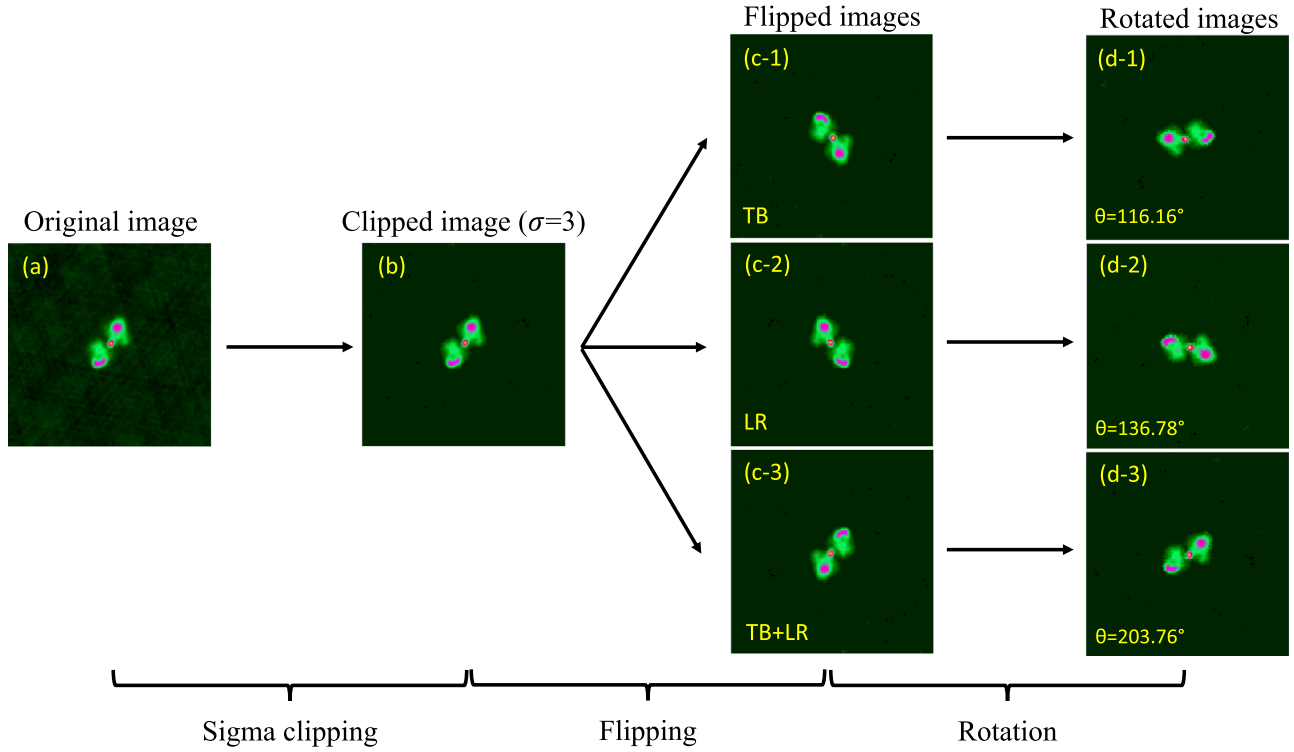 Original image
(a)
Clipped image (σ=3)
(b)
Flipped images
(c-1)
TB
(c-2)
LR
(c-3)
TB+LR
Rotated images
(d-1)
θ=116.16°
(d-2)
θ=136.78°
(d-3)
θ=203.76°
Sigma clipping
Flipping
Rotation